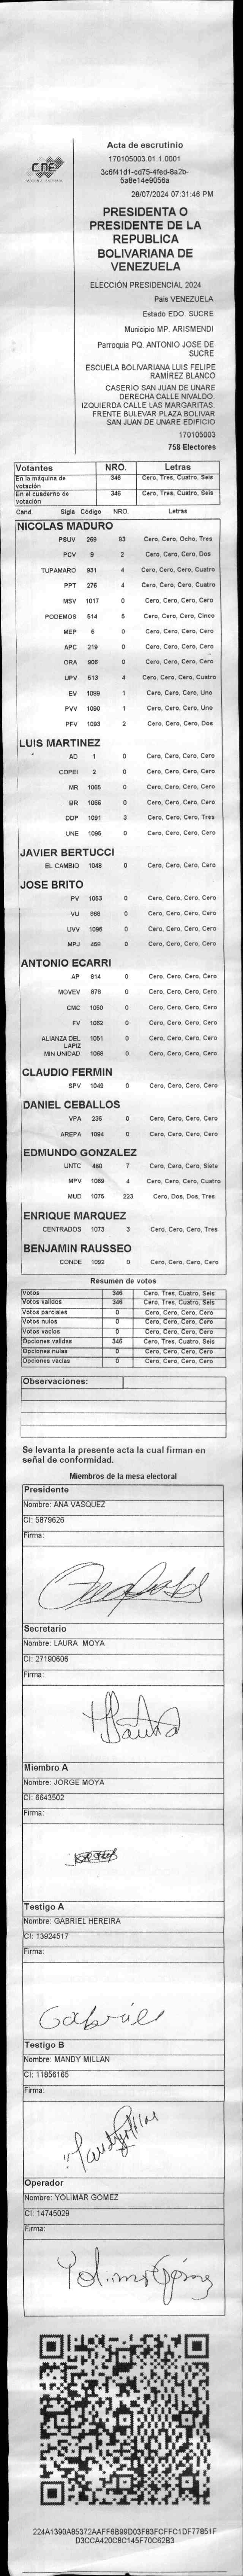 Acta de escrutinio
170105003.01.1.0001
3c6f41d1-cd75-4fed-8a2b-
5a8e14e9056a
28/07/2024 07:31:46 PM
CNE
PRESIDENTA O
PRESIDENTE DE LA
REPUBLICA
BOLIVARIANA DE
VENEZUELA
ELECCIÓN PRESIDENCIAL 2024
Pais VENEZUELA
Estado EDO. SUCRE
Municipio MP. ARISMENDI
Parroquia PQ. ANTONIO JOSE DE
SUCRE
ESCUELA BOLIVARIANA LUIS FELIPE
RAMÍREZ BLANCO
CASERIO SAN JUAN DE UNARE
DERECHA CALLE NIVALDO.
IZQUIERDA CALLE LAS MARGARITAS.
FRENTE BULEVAR PLAZA BOLIVAR
SAN JUAN DE UNARE EDIFICIO
170105003
758 Electores
Votantes NRO. Letras
En la máquina de votación 346 Cero, Tres, Cuatro, Seis
En el cuaderno de votación 346 Cero, Tres, Cuatro, Seis
Cand. Sigla Código NRO. Letras
NICOLAS MADURO
PSUV 269 83 Cero, Cero, Ocho, Tres
PCV 9 2 Cero, Cero, Cero, Dos
TUPAMARO 931 4 Cero, Cero, Cero, Cuatro
PPT 276 4 Cero, Cero, Cero, Cuatro
MSV 1017 0 Cero, Cero, Cero, Cero
PODEMOS 514 5 Cero, Cero, Cero, Cinco
MEP 6 0 Cero, Cero, Cero, Cero
APC 219 0 Cero, Cero, Cero, Cero
ORA 906 0 Cero, Cero, Cero, Cero
UPV 513 4 Cero, Cero, Cero, Cuatro
EV 1089 1 Cero, Cero, Cero, Uno
PVV 1090 1 Cero, Cero, Cero, Uno
PFV 1093 2 Cero, Cero, Cero, Dos
LUIS MARTINEZ
AD 1 0 Cero, Cero, Cero, Cero
COPEI 2 0 Cero, Cero, Cero, Cero
MR 1065 0 Cero, Cero, Cero, Cero
BR 1066 0 Cero, Cero, Cero, Cero
DDP 1091 3 Cero, Cero, Cero, Tres
UNE 1095 0 Cero, Cero, Cero, Cero
JAVIER BERTUCCI
EL CAMBIO 1048 0 Cero, Cero, Cero, Cero
JOSE BRITO
PV 1053 0 Cero, Cero, Cero, Cero
VU 868 0 Cero, Cero, Cero, Cero
UVV 1096 0 Cero, Cero, Cero, Cero
MPJ 458 0 Cero, Cero, Cero, Cero
ANTONIO ECARRI
AP 814 0 Cero, Cero, Cero, Cero
MOVEV 878 0 Cero, Cero, Cero, Cero
CMC 1050 0 Cero, Cero, Cero, Cero
FV 1062 0 Cero, Cero, Cero, Cero
ALIANZA DEL LAPIZ 1051 0 Cero, Cero, Cero, Cero
MIN UNIDAD 1068 0 Cero, Cero, Cero, Cero
CLAUDIO FERMIN
SPV 1049 0 Cero, Cero, Cero, Cero
DANIEL CEBALLOS
VPA 236 0 Cero, Cero, Cero, Cero
AREPA 1094 0 Cero, Cero, Cero, Cero
EDMUNDO GONZALEZ
UNTC 460 7 Cero, Cero, Cero, Siete
MPV 1069 4 Cero, Cero, Cero, Cuatro
MUD 1075 223 Cero, Dos, Dos, Tres
ENRIQUE MARQUEZ
CENTRADOS 1073 3 Cero, Cero, Cero, Tres
BENJAMIN RAUSSEO
CONDE 1092 0 Cero, Cero, Cero, Cero
Resumen de votos
Votos 346 Cero, Tres, Cuatro, Seis
Votos validos 346 Cero, Tres, Cuatro, Seis
Votos parciales 0 Cero, Cero, Cero, Cero
Votos nulos 0 Cero, Cero, Cero, Cero
Votos vacios 0 Cero, Cero, Cero, Cero
Opciones validas 346 Cero, Tres, Cuatro, Seis
Opciones nulas 0 Cero, Cero, Cero, Cero
Opciones vacias 0 Cero, Cero, Cero, Cero
Observaciones:
Se levanta la presente acta la cual firman en
señal de conformidad.
Miembros de la mesa electoral
Presidente
Nombre: ANA VASQUEZ
CI: 5879626
Firma:
Secretario
Nombre: LAURA MOYA
CI: 27190606
Firma:
Miembro A
Nombre: JORGE MOYA
CI: 6643502
Firma:
Testigo A
Nombre: GABRIEL HEREIRA
CI: 13924517
Firma:
Gabriel
Testigo B
Nombre: MANDY MILLAN
CI: 11856165
Firma:
Operador
Nombre: YOLIMAR GOMEZ
CI: 14745029
Firma:
Yolimar Gómez
224A1390A85372AAFF6B99D03F83FCFFC1DF77851F
D3CCA420C8C145F70C62B3